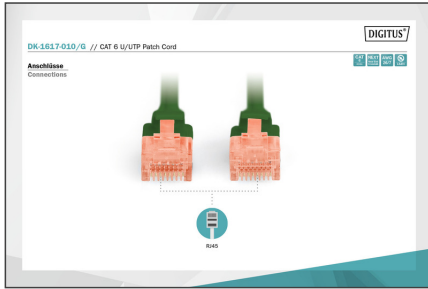 DIGITUS®
DK-1617-010/G // CAT 6 U/UTP Patch Cord
Anschlüsse
Connections
RJ45